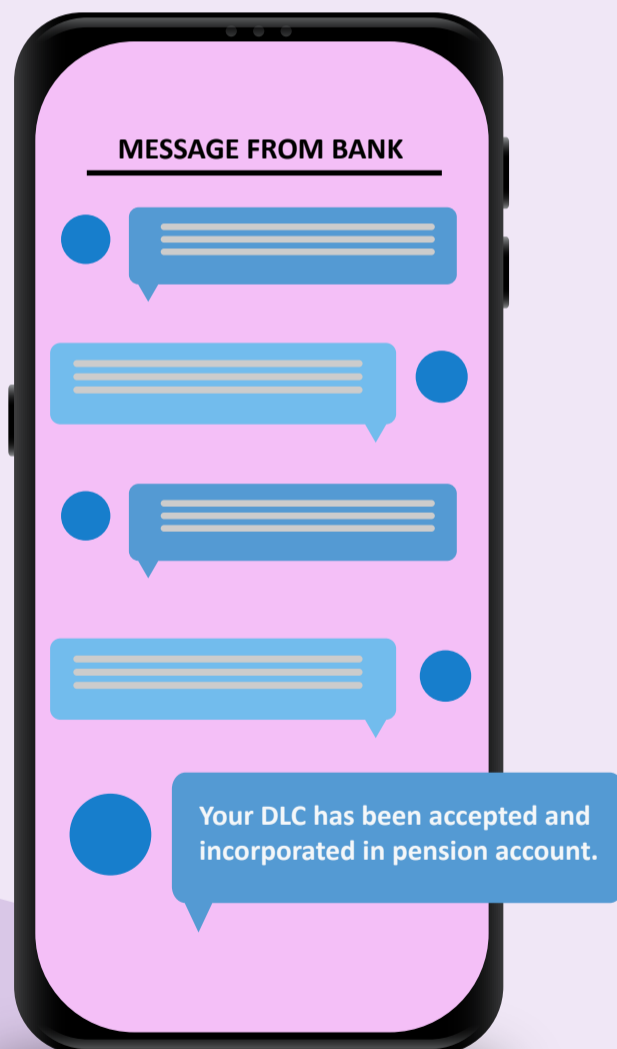 MESSAGE FROM BANK
Your DLC has been accepted and
incorporated in pension account.